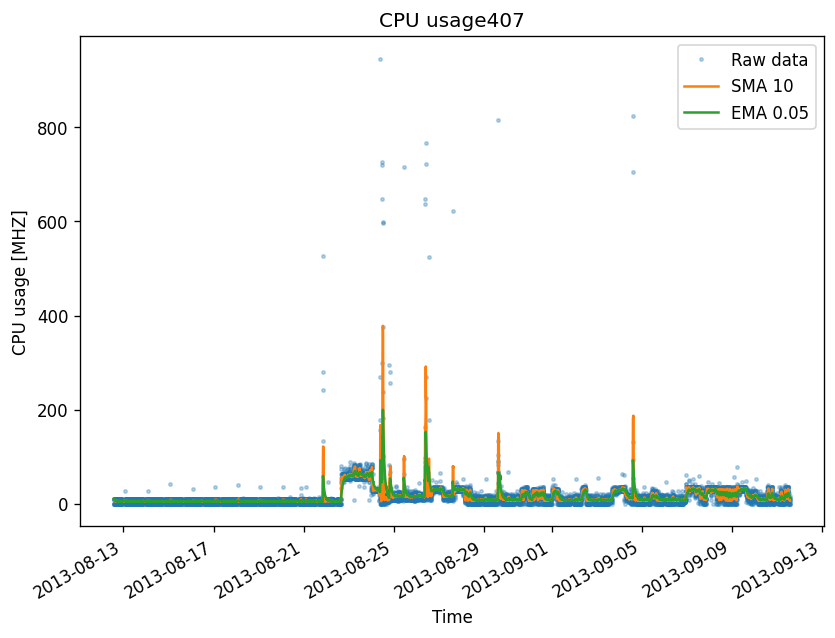 CPU usage407
Raw data
SMA 10
EMA 0.05
CPU usage [MHZ]
800
600
400
200
0
2013-08-13
2013-08-17
2013-08-21
2013-08-25
2013-08-29
2013-09-01
2013-09-05
2013-09-09
2013-09-13
Time